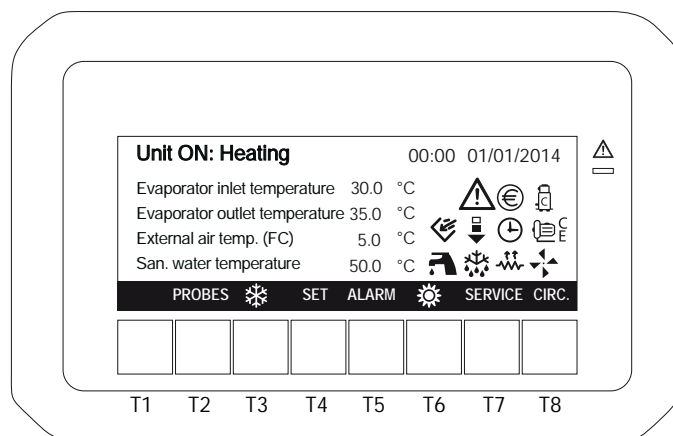 Unit ON: Heating 00:00 01/01/2014
Evaporator inlet temperature 30.0 °C
Evaporator outlet temperature 35.0 °C
External air temp. (FC) 5.0 °C
San. water temperature 50.0 °C
€ C
C
E
PROBES SET ALARM SERVICE CIRC.
T1 T2 T3 T4 T5 T6 T7 T8